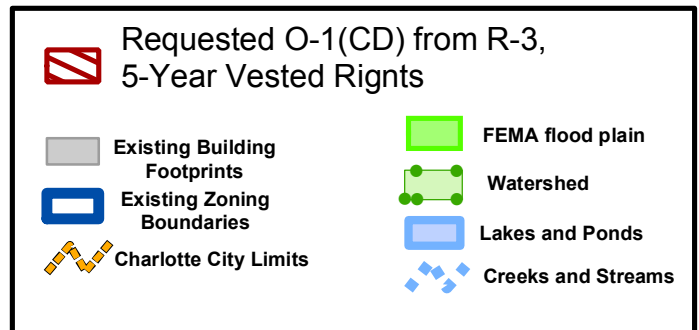 Requested O-1(CD) from R-3,
5-Year Vested Rignts
Existing Building
Footprints
Existing Zoning
Boundaries
Charlotte City Limits
FEMA flood plain
Watershed
Lakes and Ponds
Creeks and Streams